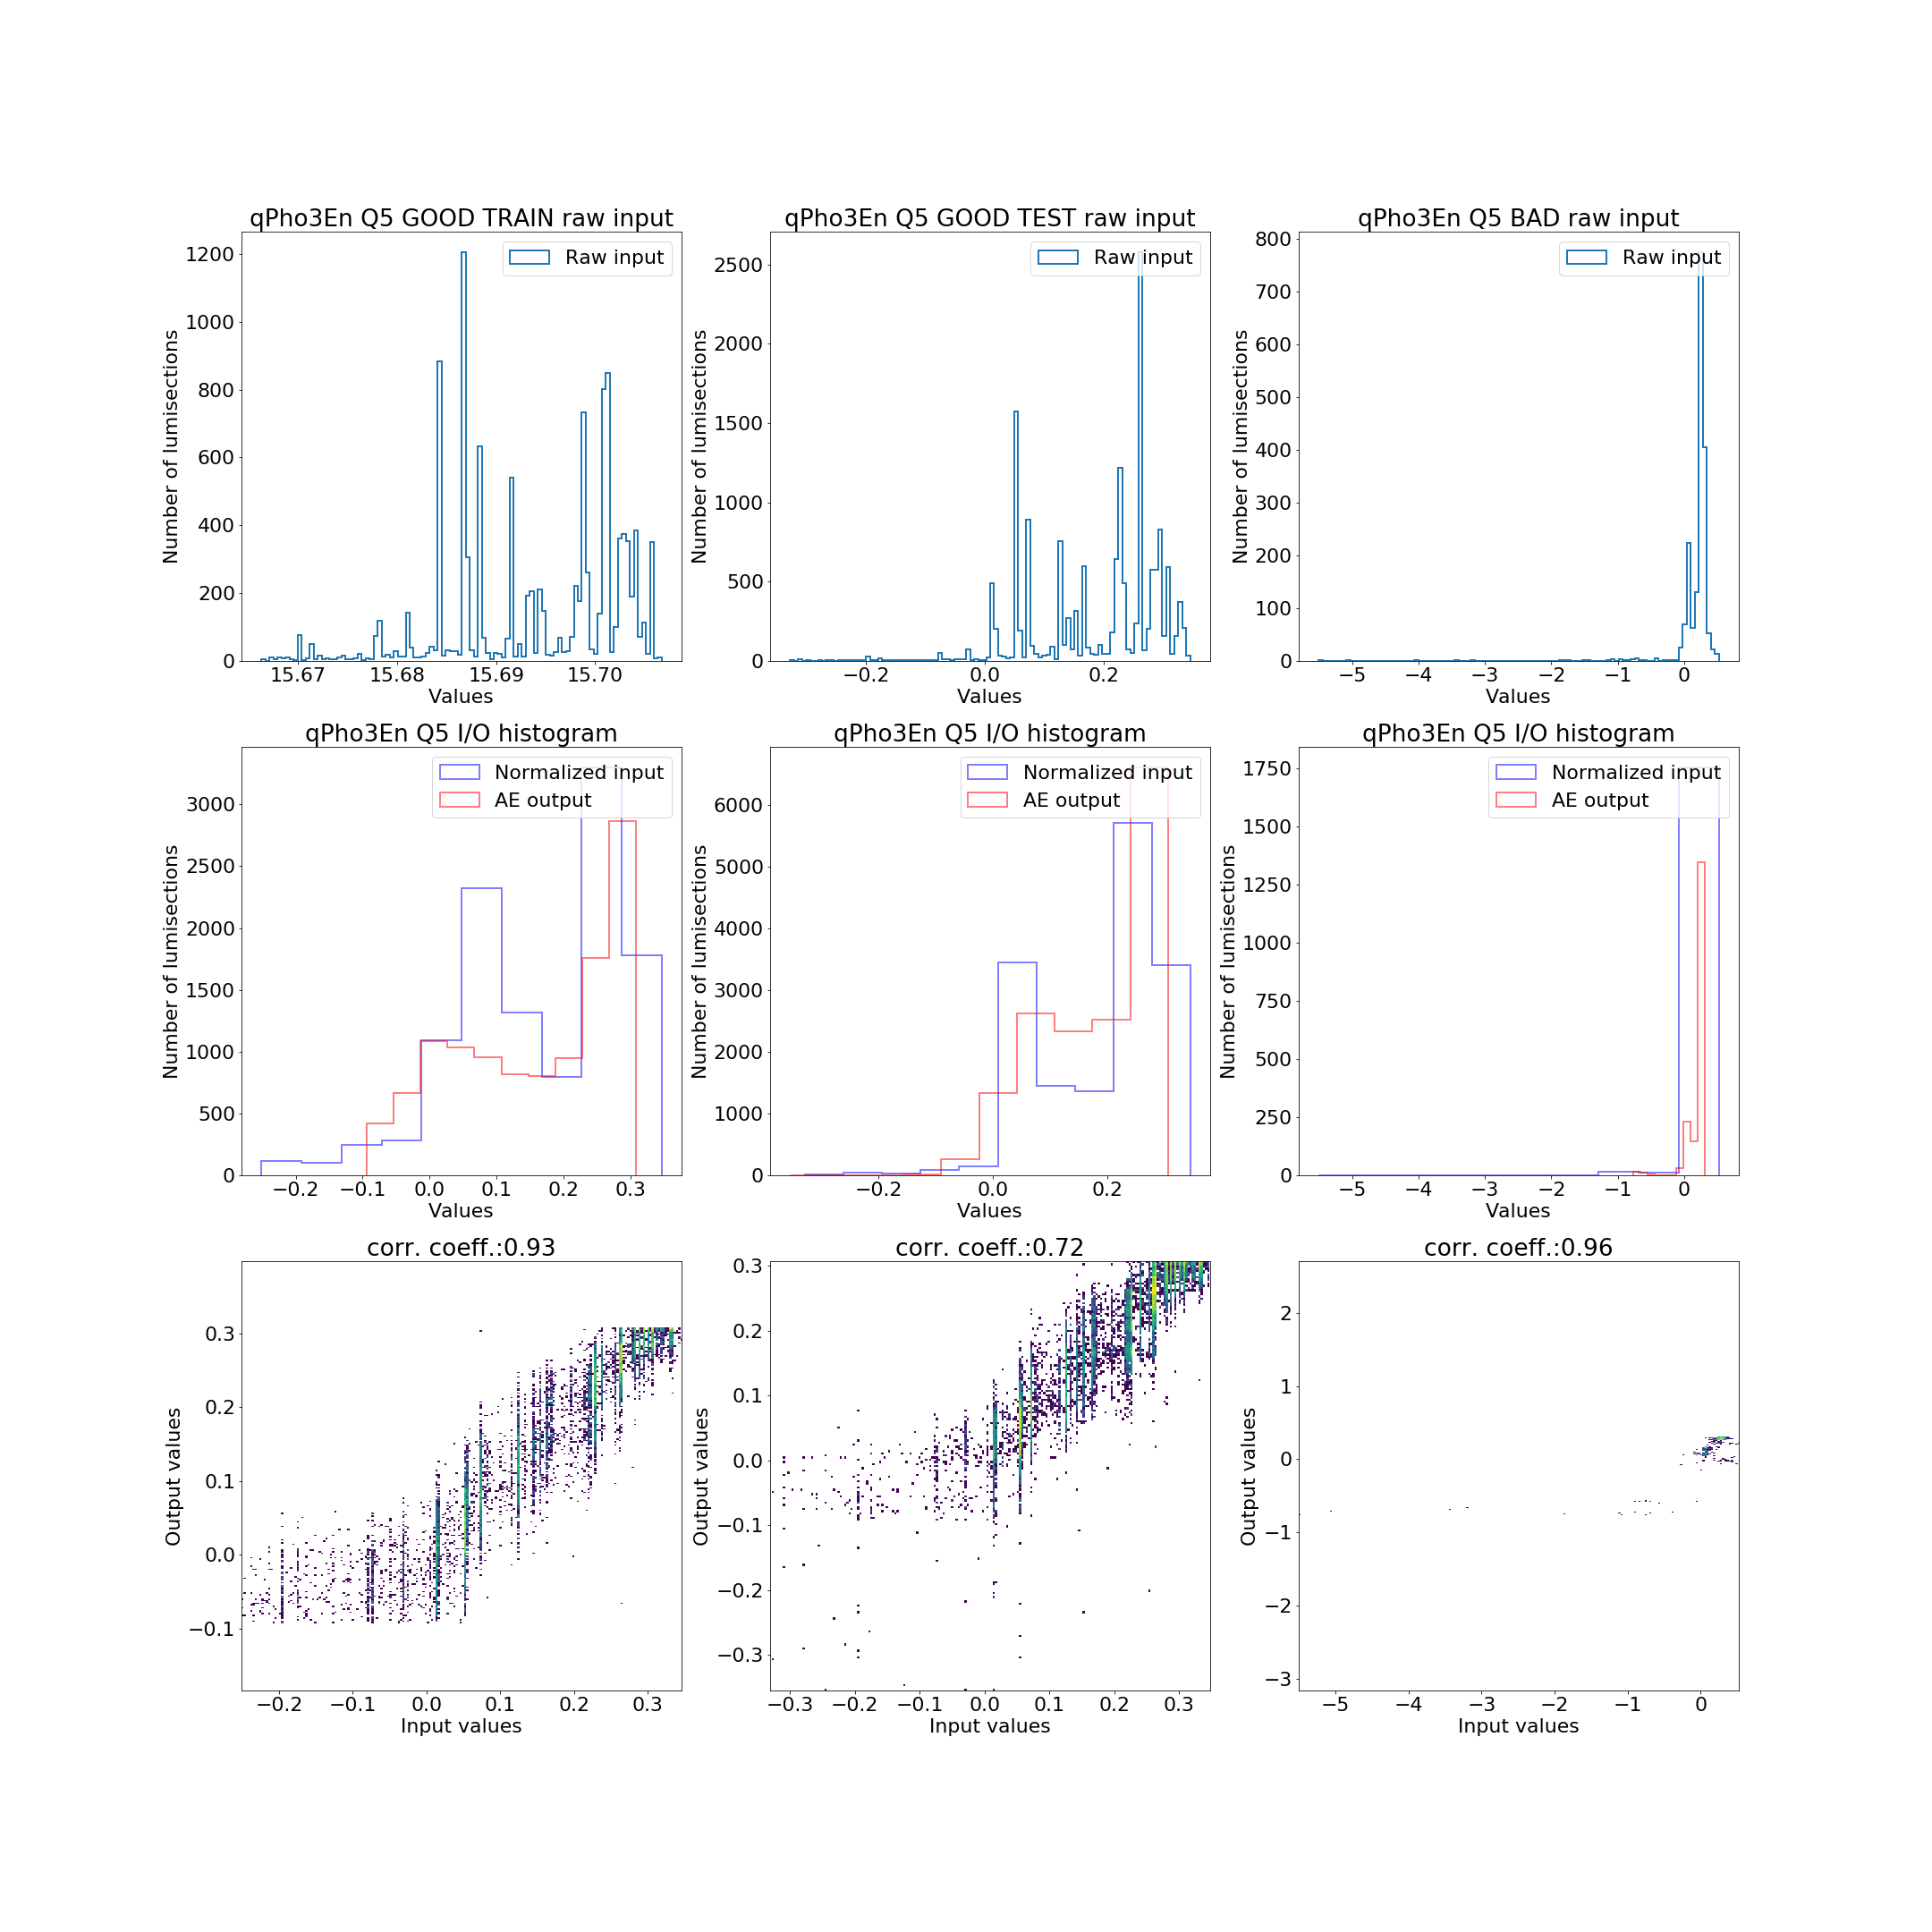 qPho3En Q5 GOOD TRAIN raw input
Raw input
Number of lumisections
1200
1000
800
600
400
200
0
15.67 15.68 15.69 15.70
Values
qPho3En Q5 GOOD TEST raw input
Raw input
Number of lumisections
2500
2000
1500
1000
500
0
−0.2 0.0 0.2
Values
qPho3En Q5 BAD raw input
Raw input
Number of lumisections
800
700
600
500
400
300
200
100
0
−5 −4 −3 −2 −1 0
Values
qPho3En Q5 I/O histogram
Normalized input
AE output
Number of lumisections
3000
2500
2000
1500
1000
500
0
−0.2 −0.1 0.0 0.1 0.2 0.3
Values
qPho3En Q5 I/O histogram
Normalized input
AE output
Number of lumisections
6000
5000
4000
3000
2000
1000
0
−0.2 0.0 0.2
Values
qPho3En Q5 I/O histogram
Normalized input
AE output
Number of lumisections
1750
1500
1250
1000
750
500
250
0
−5 −4 −3 −2 −1 0
Values
corr. coeff.:0.93
Output values
0.3
0.2
0.1
0.0
−0.1
−0.2 −0.1 0.0 0.1 0.2 0.3
Input values
corr. coeff.:0.72
Output values
0.3
0.2
0.1
0.0
−0.1
−0.2
−0.3
−0.3 −0.2 −0.1 0.0 0.1 0.2 0.3
Input values
corr. coeff.:0.96
Output values
2
1
0
−1
−2
−3
−5 −4 −3 −2 −1 0
Input values